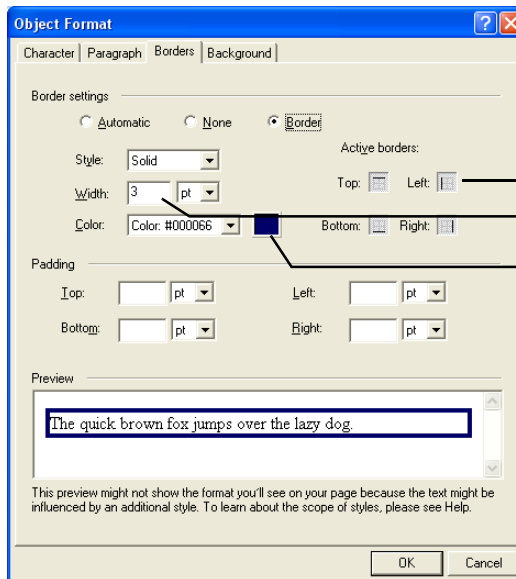 Object Format
Character Paragraph Borders Background
Border settings
Automatic None Border
Style: Solid
Active borders:
Width: 3 pt
Top: Left:
Color: Color: #000066
Bottom: Right:
Padding
Top: pt Left: pt
Bottom: pt Right: pt
Preview
The quick brown fox jumps over the lazy dog.
This preview might not show the format you'll see on your page because the text might be
influenced by an additional style. To learn about the scope of styles, please see Help.
OK Cancel